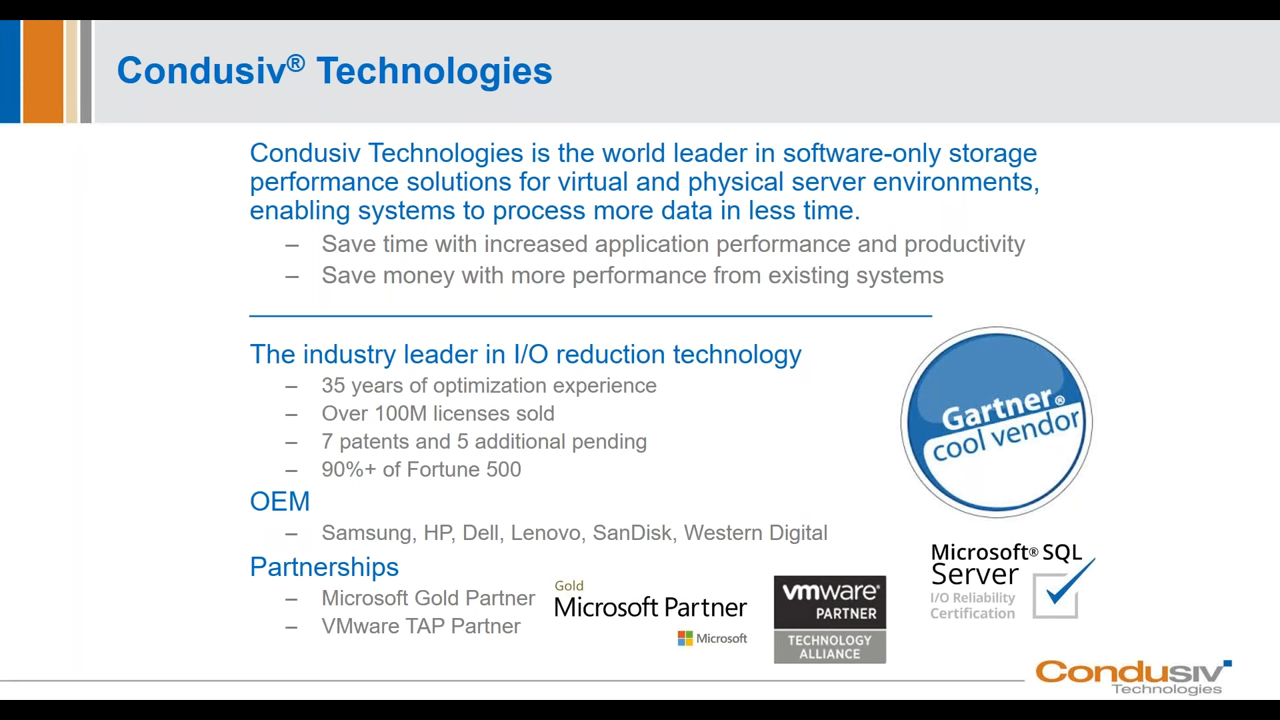 Condusiv® Technologies
Condusiv Technologies is the world leader in software-only storage
performance solutions for virtual and physical server environments,
enabling systems to process more data in less time.
– Save time with increased application performance and productivity
– Save money with more performance from existing systems
The industry leader in I/O reduction technology
– 35 years of optimization experience
– Over 100M licenses sold
– 7 patents and 5 additional pending
– 90%+ of Fortune 500
Gartner®
cool vendor
OEM
– Samsung, HP, Dell, Lenovo, SanDisk, Western Digital
Partnerships
– Microsoft Gold Partner
– VMware TAP Partner
Gold
Microsoft Partner
Microsoft
vmware®
PARTNER
TECHNOLOGY
ALLIANCE
Microsoft® SQL
Server
I/O Reliability
Certification
Condusiv
Technologies